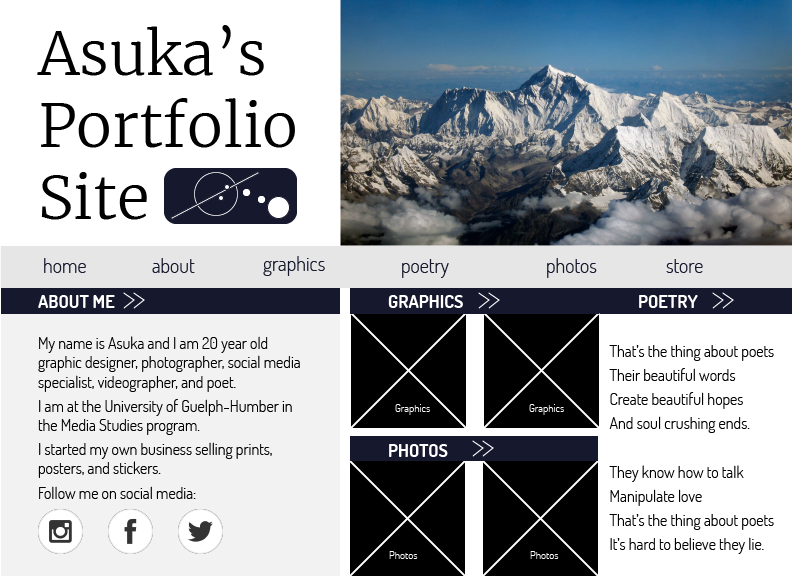 Asuka’s
Portfolio
Site
home about graphics poetry photos store
ABOUT ME
My name is Asuka and I am 20 year old
graphic designer, photographer, social media
specialist, videographer, and poet.
I am at the University of Guelph-Humber in
the Media Studies program.
I started my own business selling prints,
posters, and stickers.
Follow me on social media:
GRAPHICS
Graphics
Graphics
PHOTOS
Photos
Photos
POETRY
That’s the thing about poets
Their beautiful words
Create beautiful hopes
And soul crushing ends.
They know how to talk
Manipulate love
That’s the thing about poets
It’s hard to believe they lie.